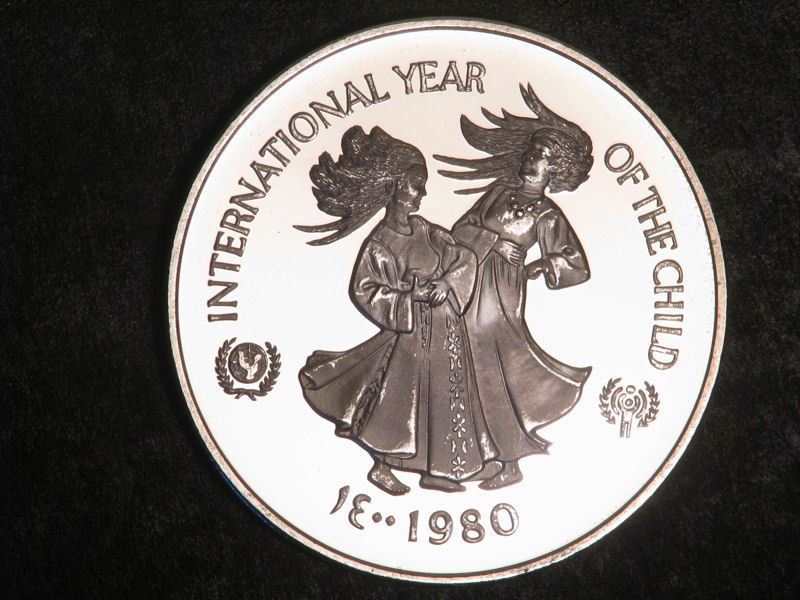 INTERNATIONAL YEAR OF THE CHILD
١٤٠٠ 1980